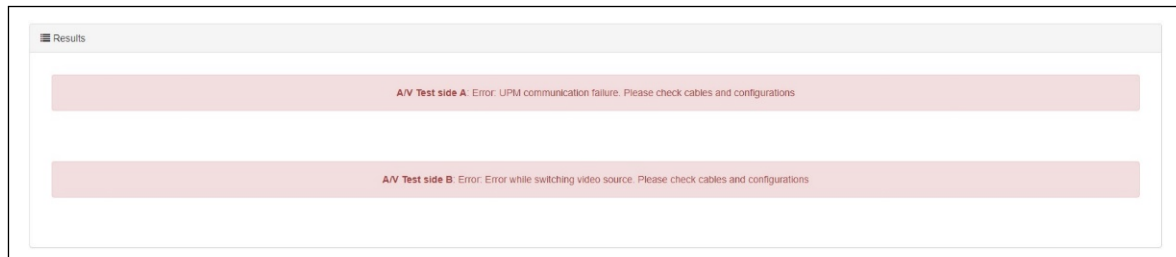 Results
A/V Test side A: Error: UPM communication failure. Please check cables and configurations
A/V Test side B: Error: Error while switching video source. Please check cables and configurations